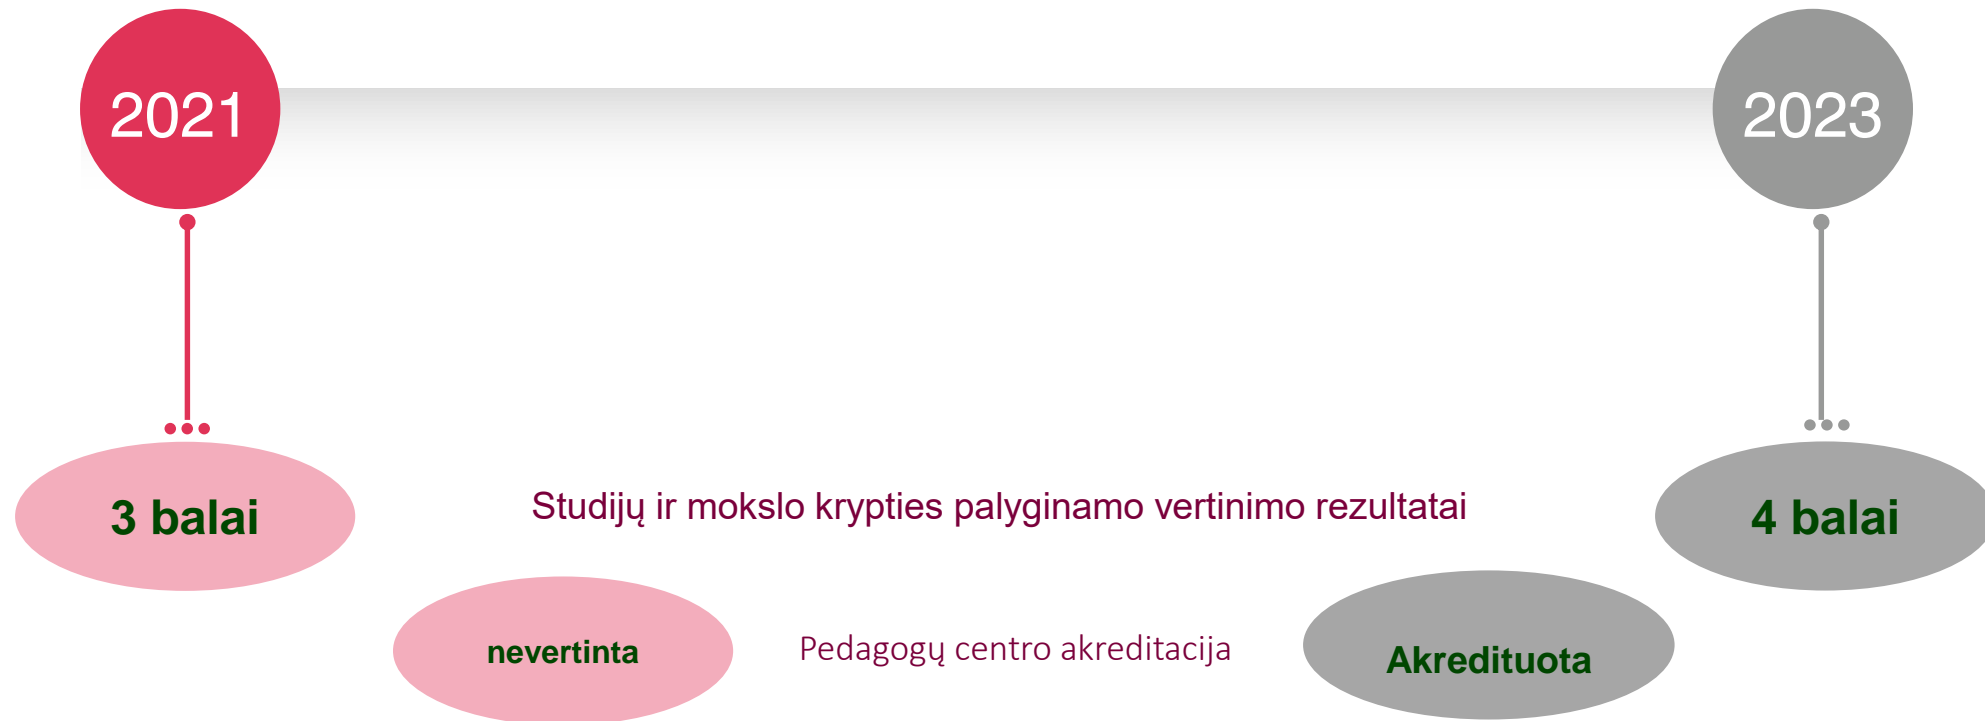 2021
2023
3 balai
Studijų ir mokslo krypties palyginamo vertinimo rezultatai
4 balai
nevertinta
Pedagogų centro akreditacija
Akredituota